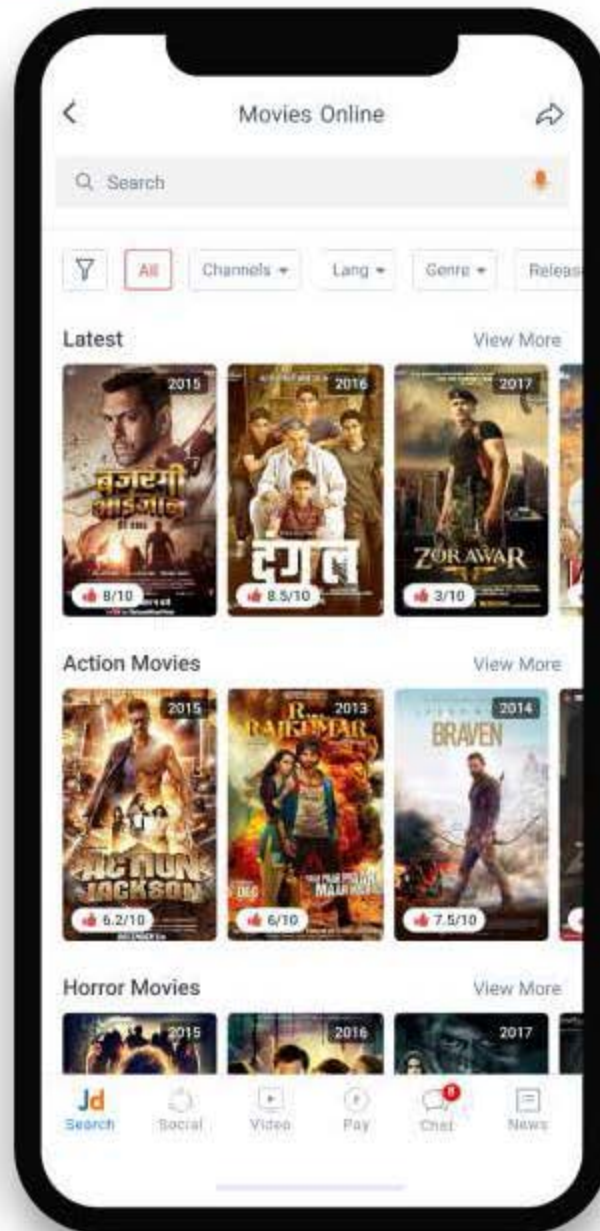 Movies Online
Search
All Channels Lang Genre Releas
Latest View More
2015 2016 2017
बजरंगी दंगल ZORAWAR
भाईजान
8/10 8.5/10 3/10
Action Movies View More
2015 2013 2014
R... RAJKUMAR BRAVEN
ACTION JACKSON
6.2/10 6/10 7.5/10
Horror Movies View More
2015 2016 2017
Jd
Search Social Video Pay Chat News
8